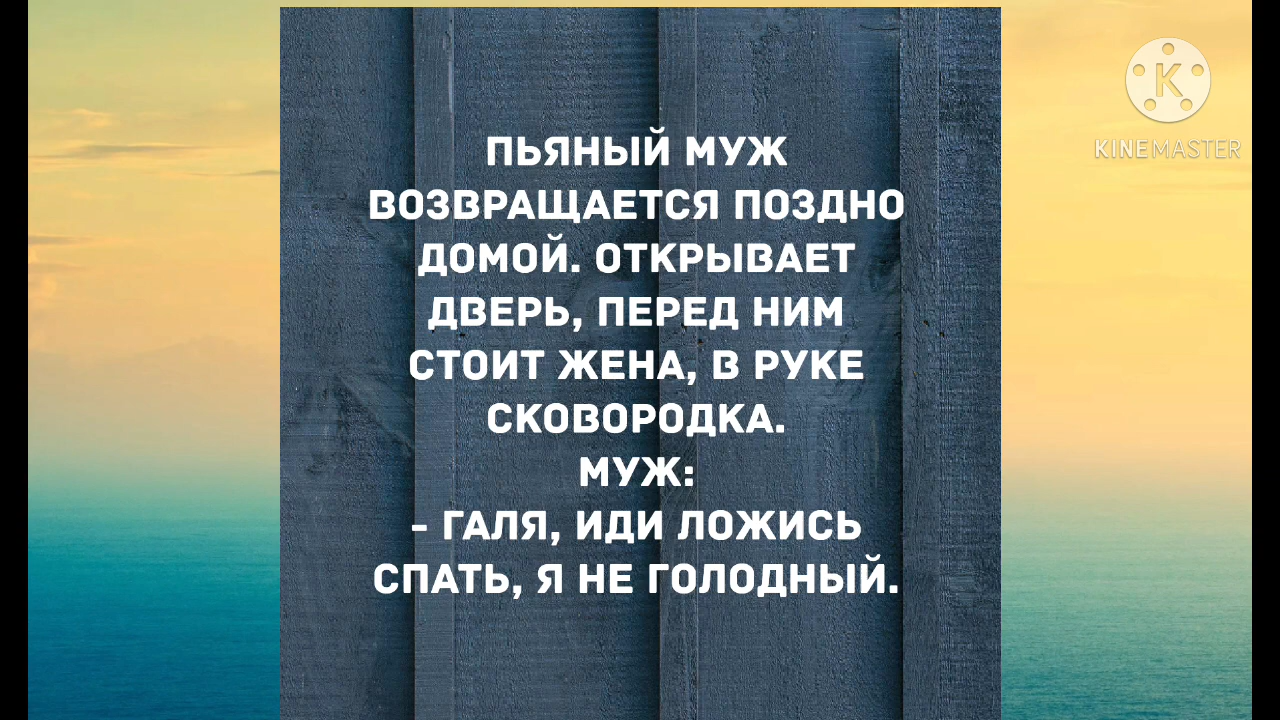 ПЬЯНЫЙ МУЖ
ВОЗВРАЩАЕТСЯ ПОЗДНО
ДОМОЙ. ОТКРЫВАЕТ
ДВЕРЬ, ПЕРЕД НИМ
СТОИТ ЖЕНА, В РУКЕ
СКОВОРОДКА.
МУЖ:
- ГАЛЯ, ИДИ ЛОЖИСЬ
СПАТЬ, Я НЕ ГОЛОДНЫЙ.
K
KINEMASTER